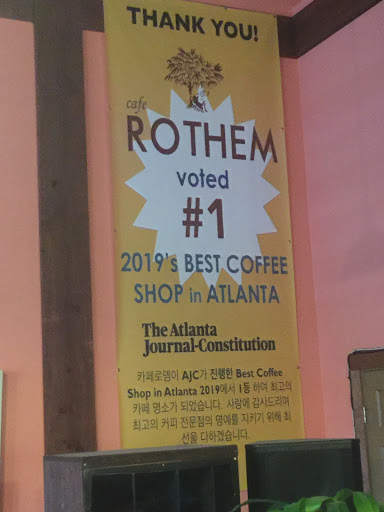 THANK YOU!
cafe
ROTHEM
voted
#1
2019's BEST COFFEE
SHOP in ATLANTA
The Atlanta
Journal-Constitution
카페로뎀이 AJC가 진행한 Best Coffee
Shop in Atlanta 2019에서 1등 하여 최고의
카페 명소가 되었습니다. 사랑에 감사드리며
최고의 커피 전문점의 명예를 지키기 위해 최
선을 다하겠습니다.